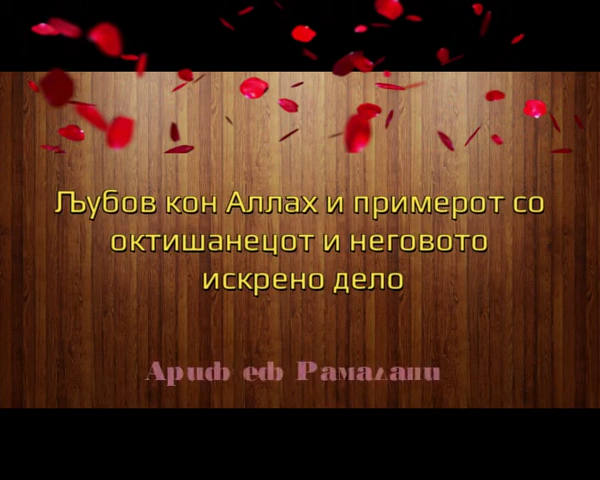 Љубов кон Аллах и примерот со
октишанецот и неговото
искрено дело
Ариф еф Рамадани